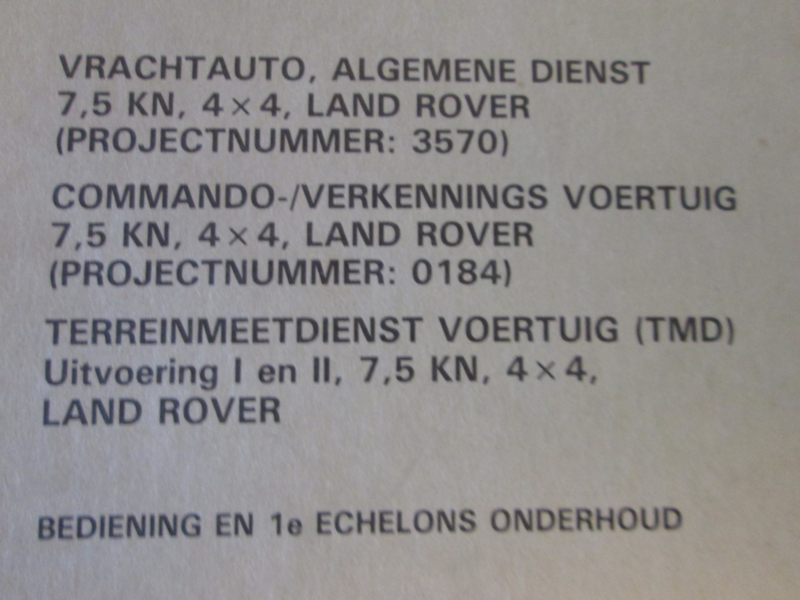 VRACHTAUTO, ALGEMENE DIENST
7,5 KN, 4 × 4, LAND ROVER
(PROJECTNUMMER: 3570)
COMMANDO-/VERKENNINGS VOERTUIG
7,5 KN, 4 × 4, LAND ROVER
(PROJECTNUMMER: 0184)
TERREINMEETDIENST VOERTUIG (TMD)
Uitvoering I en II, 7,5 KN, 4 × 4,
LAND ROVER
BEDIENING EN 1e ECHELONS ONDERHOUD